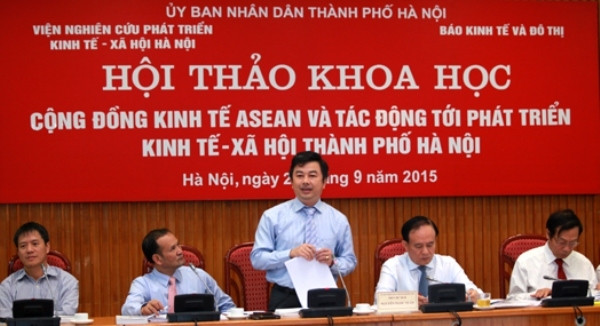 ỦY BAN NHÂN DÂN THÀNH PHỐ HÀ NỘI
VIỆN NGHIÊN CỨU PHÁT TRIỂN
KINH TẾ - XÃ HỘI HÀ NỘI
BÁO KINH TẾ VÀ ĐÔ THỊ
HỘI THẢO KHOA HỌC
CỘNG ĐỒNG KINH TẾ ASEAN VÀ TÁC ĐỘNG TỚI PHÁT TRIỂN
KINH TẾ-XÃ HỘI THÀNH PHỐ HÀ NỘI
Hà Nội, ngày 9 năm 2015